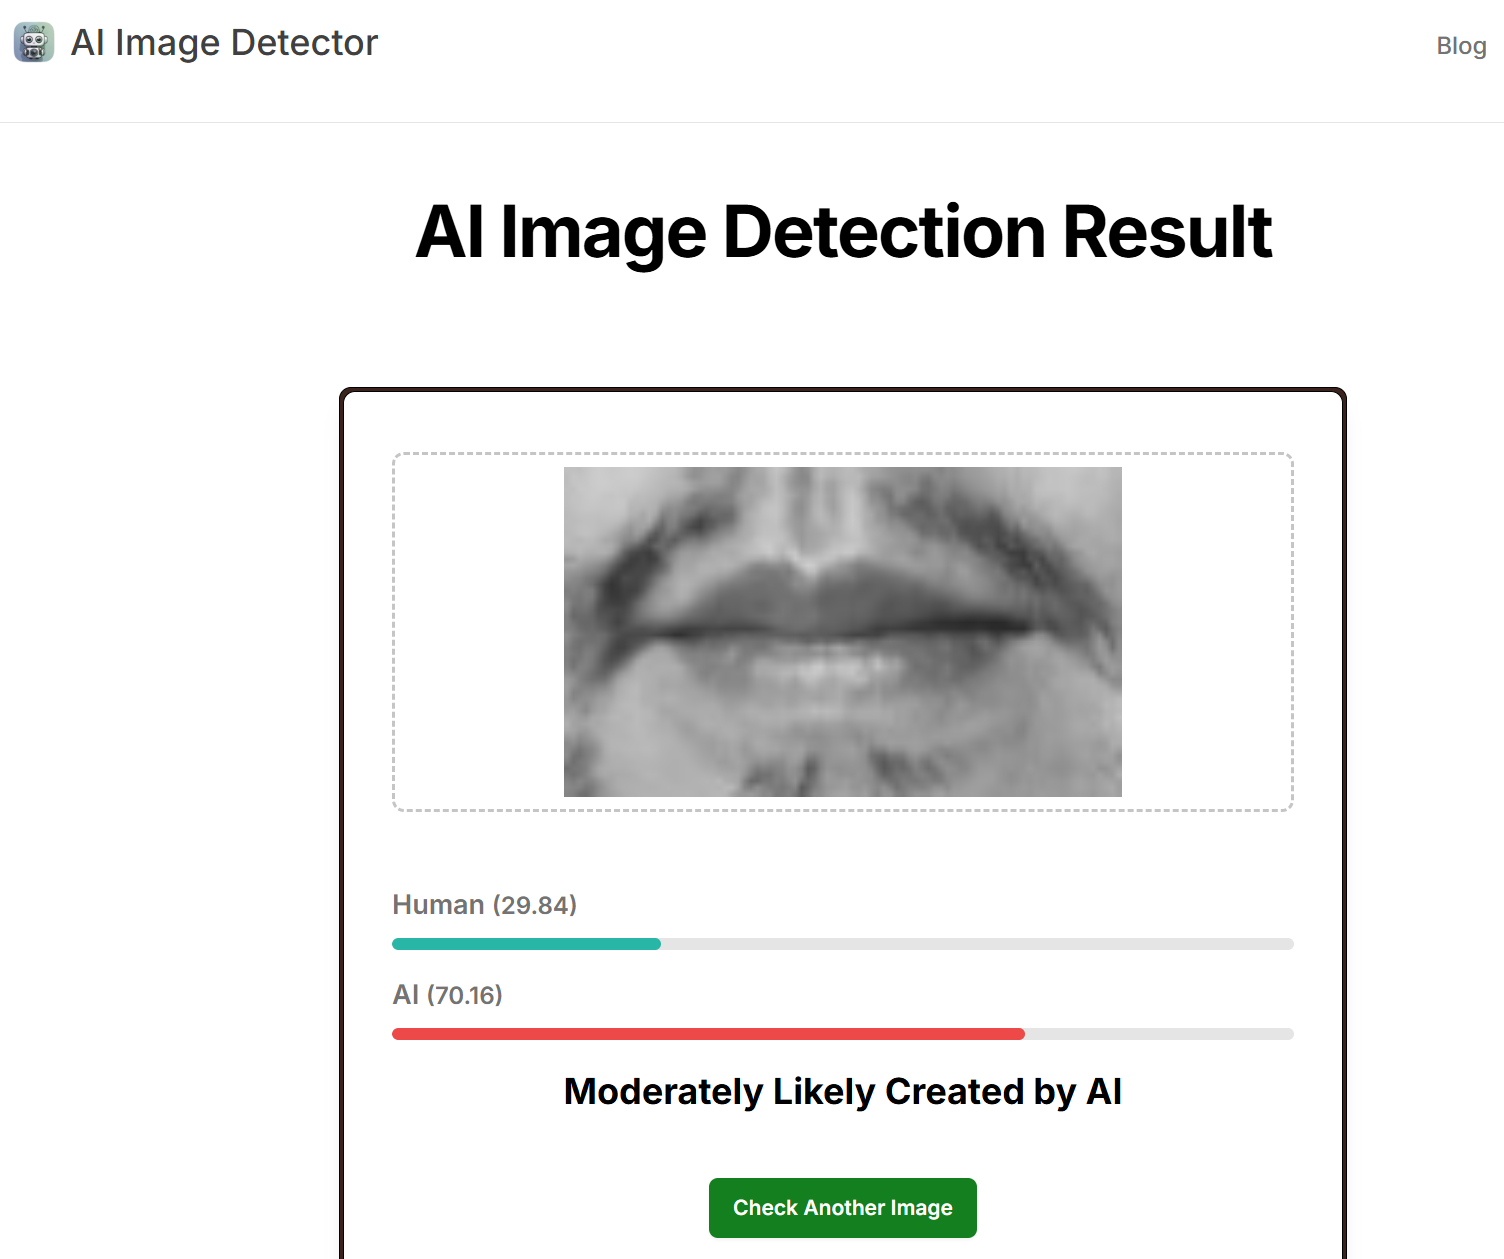 AI Image Detector
Blog
AI Image Detection Result
Human (29.84)
AI (70.16)
Moderately Likely Created by AI
Check Another Image